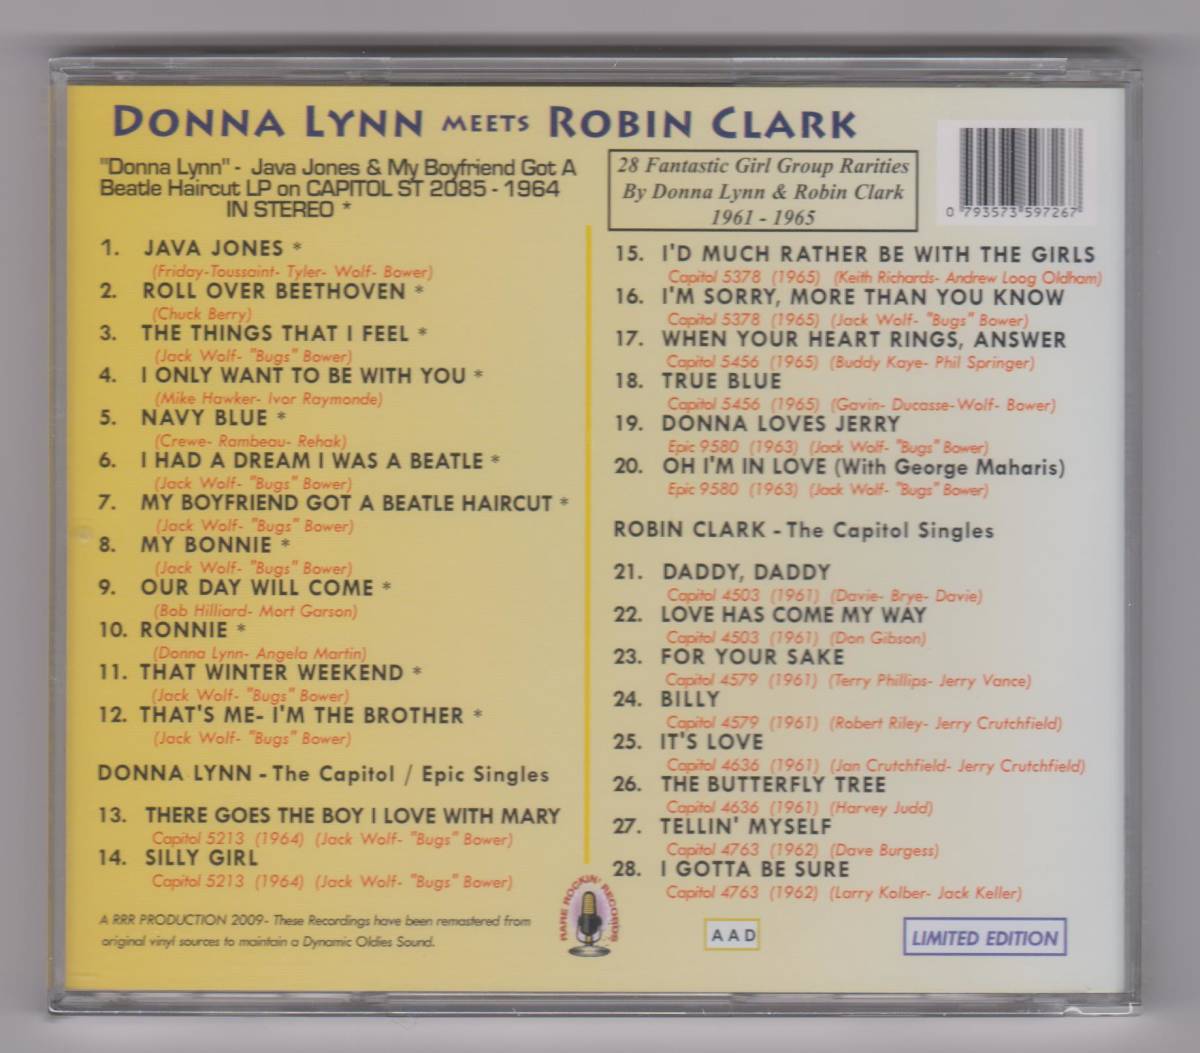 DONNA LYNN MEETS ROBIN CLARK
"Donna Lynn" - Java Jones & My Boyfriend Got A
Beatle Haircut LP on CAPITOL ST 2085 - 1964
IN STEREO *
1. JAVA JONES *
(Friday-Toussaint- Tyler- Wolf- Bower)
2. ROLL OVER BEETHOVEN *
(Chuck Berry)
3. THE THINGS THAT I FEEL *
(Jack Wolf- "Bugs" Bower)
4. I ONLY WANT TO BE WITH YOU *
(Mike Hawker- Ivor Raymonde)
5. NAVY BLUE *
(Crewe- Rambeau- Rehak)
6. I HAD A DREAM I WAS A BEATLE *
(Jack Wolf- "Bugs" Bower)
7. MY BOYFRIEND GOT A BEATLE HAIRCUT *
(Jack Wolf- "Bugs" Bower)
8. MY BONNIE *
(Jack Wolf- "Bugs" Bower)
9. OUR DAY WILL COME *
(Bob Hilliard- Mort Garson)
10. RONNIE *
(Donna Lynn- Angela Martin)
11. THAT WINTER WEEKEND *
(Jack Wolf- "Bugs" Bower)
12. THAT'S ME- I'M THE BROTHER *
(Jack Wolf- "Bugs" Bower)
DONNA LYNN - The Capitol / Epic Singles
13. THERE GOES THE BOY I LOVE WITH MARY
Capitol 5213 (1964) (Jack Wolf- "Bugs" Bower)
14. SILLY GIRL
Capitol 5213 (1964) (Jack Wolf- "Bugs" Bower)
A RRR PRODUCTION 2009- These Recordings have been remastered from
original vinyl sources to maintain a Dynamic Oldies Sound.
28 Fantastic Girl Group Rarities
By Donna Lynn & Robin Clark
1961 - 1965
0 793573 597267
15. I'D MUCH RATHER BE WITH THE GIRLS
Capitol 5378 (1965) (Keith Richards- Andrew Loog Oldham)
16. I'M SORRY, MORE THAN YOU KNOW
Capitol 5378 (1965) (Jack Wolf- "Bugs" Bower)
17. WHEN YOUR HEART RINGS, ANSWER
Capitol 5456 (1965) (Buddy Kaye- Phil Springer)
18. TRUE BLUE
Capitol 5456 (1965) (Gavin- Ducasse-Wolf- Bower)
19. DONNA LOVES JERRY
Epic 9580 (1963) (Jack Wolf- "Bugs" Bower)
20. OH I'M IN LOVE (With George Maharis)
Epic 9580 (1963) (Jack Wolf- "Bugs" Bower)
ROBIN CLARK - The Capitol Singles
21. DADDY, DADDY
Capitol 4503 (1961) (Davie- Brye- Davie)
22. LOVE HAS COME MY WAY
Capitol 4503 (1961) (Don Gibson)
23. FOR YOUR SAKE
Capitol 4579 (1961) (Terry Phillips- Jerry Vance)
24. BILLY
Capitol 4579 (1961) (Robert Riley- Jerry Crutchfield)
25. IT'S LOVE
Capitol 4636 (1961) (Jan Crutchfield- Jerry Crutchfield)
26. THE BUTTERFLY TREE
Capitol 4636 (1961) (Harvey Judd)
27. TELLIN' MYSELF
Capitol 4763 (1962) (Dave Burgess)
28. I GOTTA BE SURE
Capitol 4763 (1962) (Larry Kolber- Jack Keller)
RARE ROCKIN' RECORDS
AAD
LIMITED EDITION